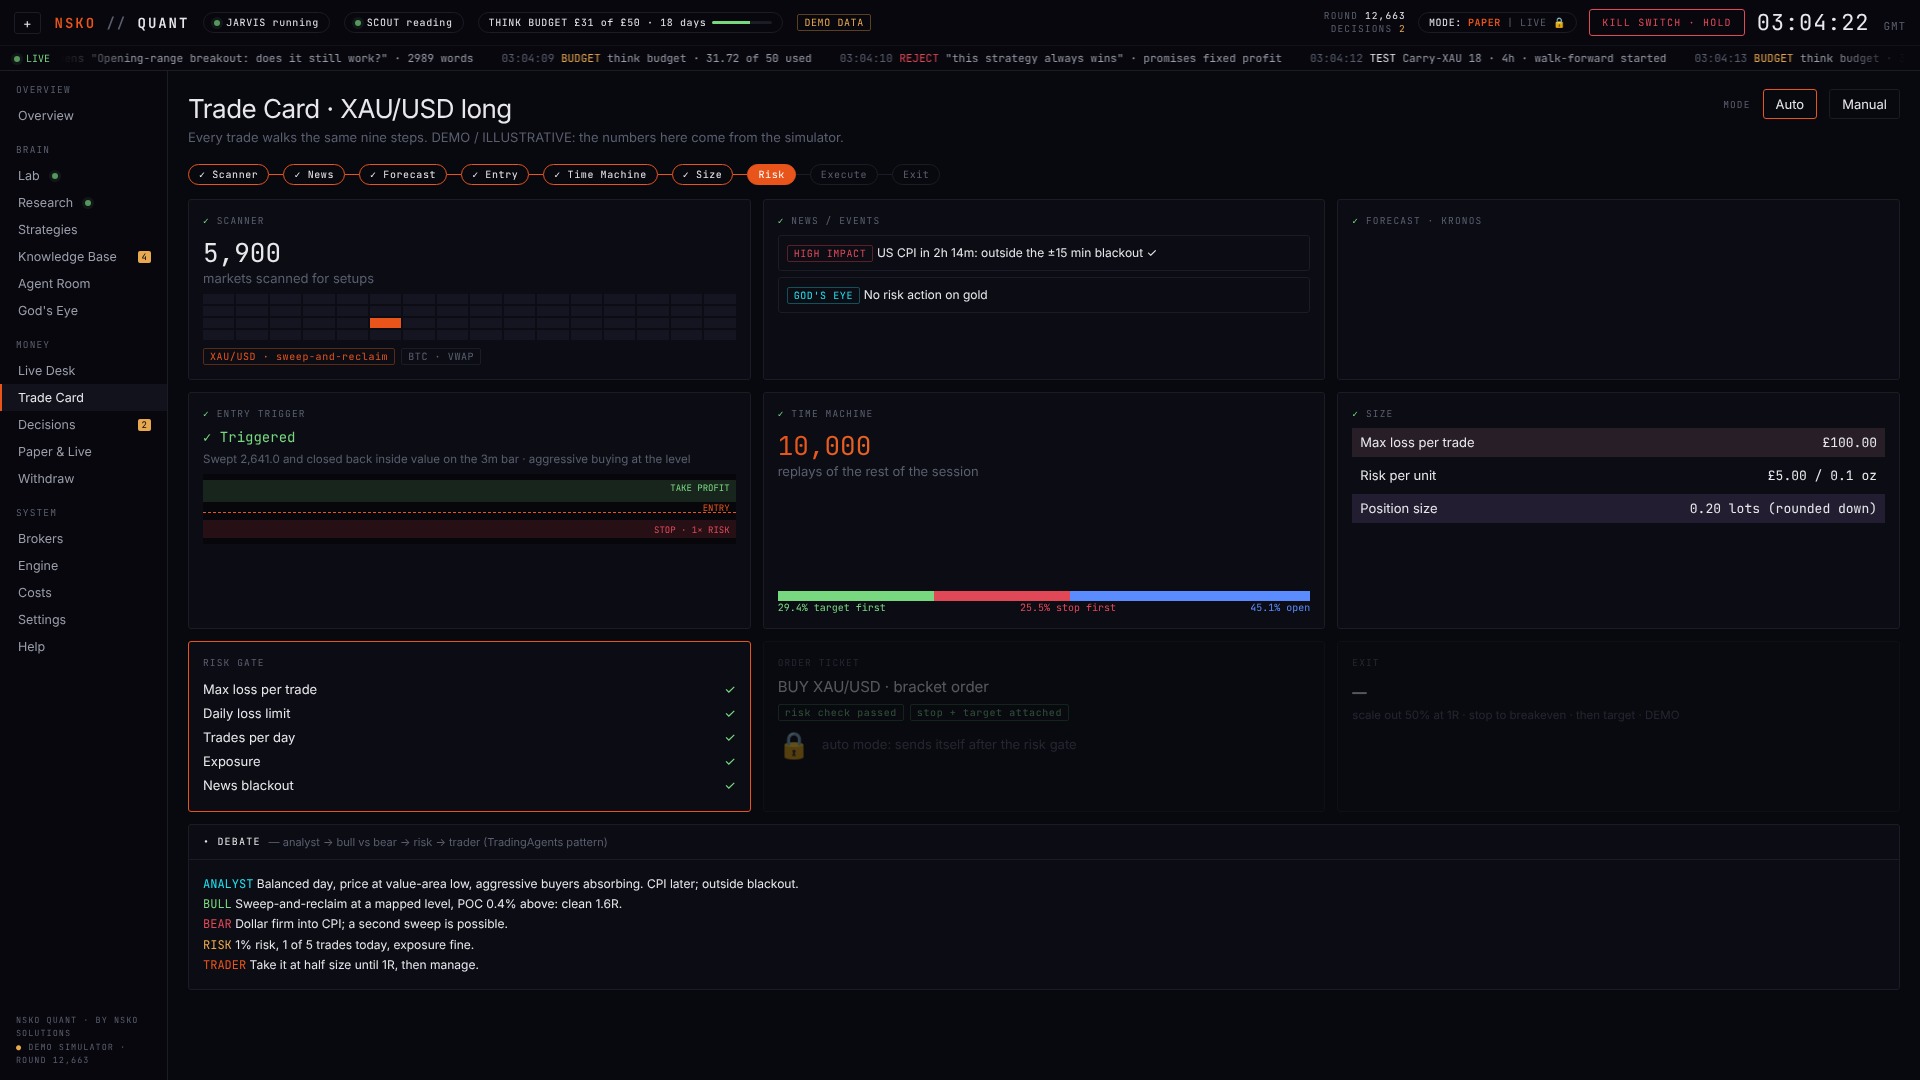 + NSKO // QUANT JARVIS running SCOUT reading THINK BUDGET £31 of £50 · 18 days DEMO DATA
ROUND 12,663
DECISIONS 2
MODE: PAPER | LIVE 🔒 KILL SWITCH · HOLD 03:04:22 GMT
LIVE "Opening-range breakout: does it still work?" · 2989 words 03:04:09 BUDGET think budget · 31.72 of 50 used 03:04:10 REJECT "this strategy always wins" · promises fixed profit 03:04:12 TEST Carry-XAU 18 · 4h · walk-forward started 03:04:13 BUDGET think budget ·
OVERVIEW
Overview
BRAIN
Lab
Research
Strategies
Knowledge Base 4
Agent Room
God's Eye
MONEY
Live Desk
Trade Card
Decisions 2
Paper & Live
Withdraw
SYSTEM
Brokers
Engine
Costs
Settings
Help
NSKO QUANT · BY NSKO
SOLUTIONS
DEMO SIMULATOR ·
ROUND 12,663
Trade Card · XAU/USD long
Every trade walks the same nine steps. DEMO / ILLUSTRATIVE: the numbers here come from the simulator.
MODE Auto Manual
✓ Scanner ✓ News ✓ Forecast ✓ Entry ✓ Time Machine ✓ Size Risk Execute Exit
✓ SCANNER
5,900
markets scanned for setups
XAU/USD · sweep-and-reclaim BTC · VWAP
✓ NEWS / EVENTS
HIGH IMPACT US CPI in 2h 14m: outside the ±15 min blackout ✓
GOD'S EYE No risk action on gold
✓ FORECAST · KRONOS
✓ ENTRY TRIGGER
✓ Triggered
Swept 2,641.0 and closed back inside value on the 3m bar · aggressive buying at the level
TAKE PROFIT
ENTRY
STOP · 1× RISK
✓ TIME MACHINE
10,000
replays of the rest of the session
29.4% target first 25.5% stop first 45.1% open
✓ SIZE
Max loss per trade £100.00
Risk per unit £5.00 / 0.1 oz
Position size 0.20 lots (rounded down)
RISK GATE
Max loss per trade ✓
Daily loss limit ✓
Trades per day ✓
Exposure ✓
News blackout ✓
ORDER TICKET
BUY XAU/USD · bracket order
risk check passed stop + target attached
🔒 auto mode: sends itself after the risk gate
EXIT
—
scale out 50% at 1R · stop to breakeven · then target · DEMO
• DEBATE — analyst → bull vs bear → risk → trader (TradingAgents pattern)
ANALYST Balanced day, price at value-area low, aggressive buyers absorbing. CPI later; outside blackout.
BULL Sweep-and-reclaim at a mapped level, POC 0.4% above: clean 1.6R.
BEAR Dollar firm into CPI; a second sweep is possible.
RISK 1% risk, 1 of 5 trades today, exposure fine.
TRADER Take it at half size until 1R, then manage.